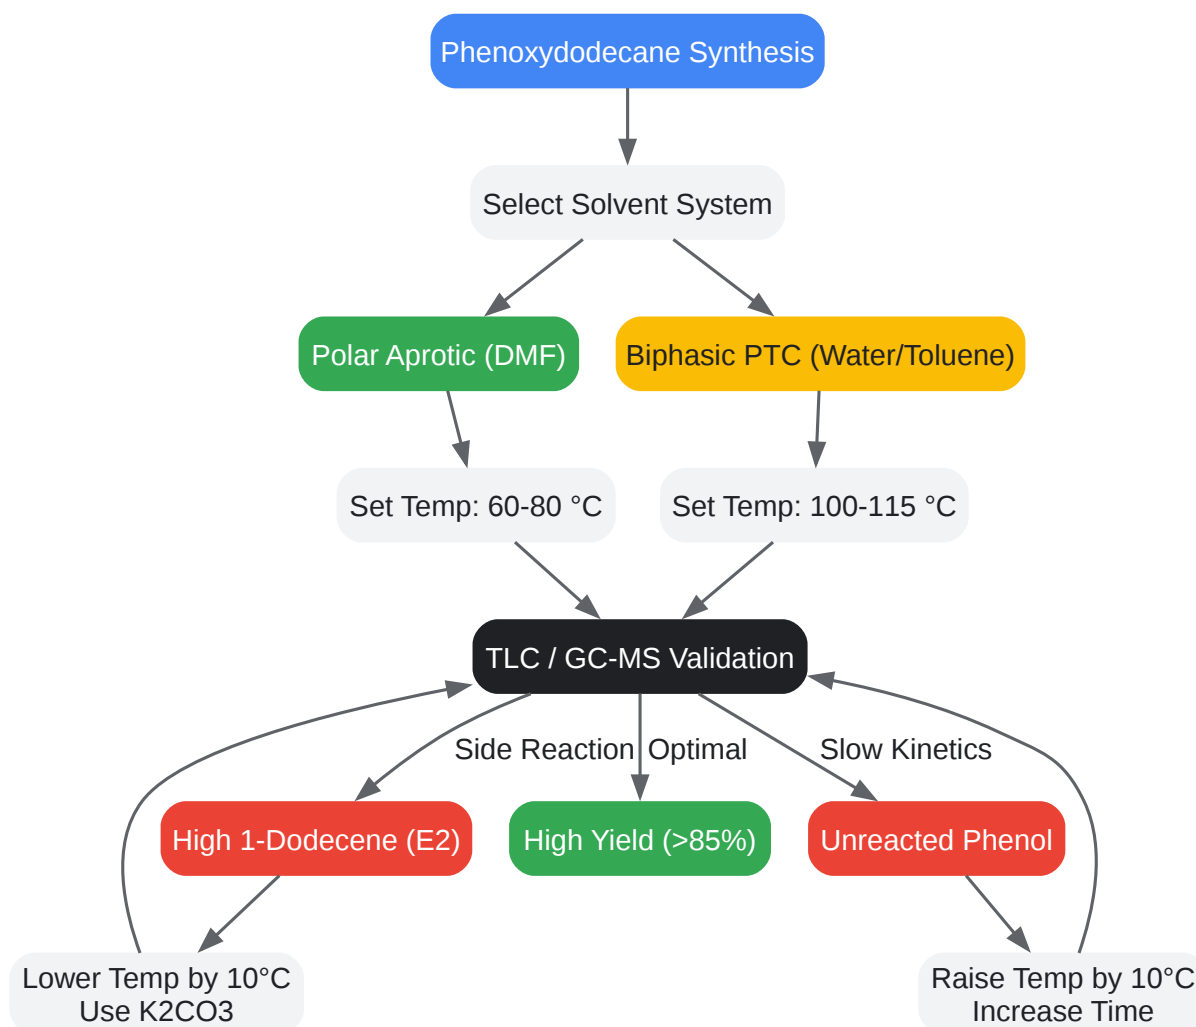 Phenoxydodecane Synthesis
Select Solvent System
Polar Aprotic (DMF)
Biphasic PTC (Water/Toluene)
Set Temp: 60-80 °C
Set Temp: 100-115 °C
TLC / GC-MS Validation
Side Reaction
Optimal
Slow Kinetics
High 1-Dodecene (E2)
High Yield (>85%)
Unreacted Phenol
Lower Temp by 10°C
Use K2CO3
Raise Temp by 10°C
Increase Time